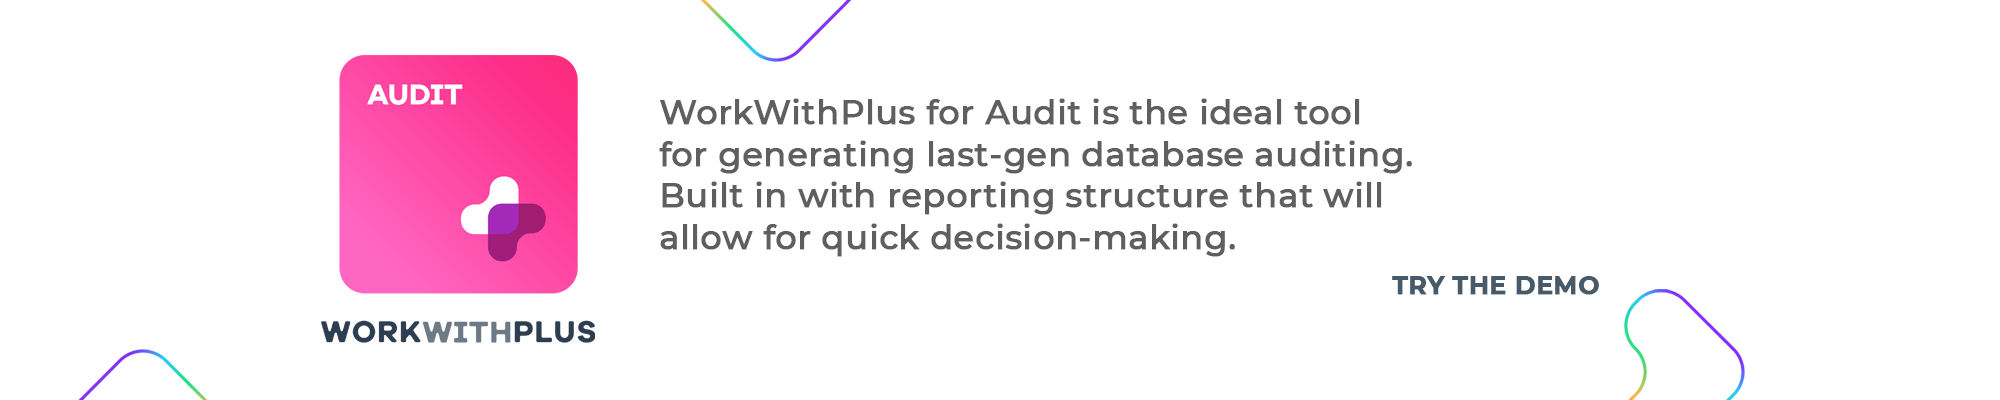 AUDIT
WORKWITHPLUS
WorkWithPlus for Audit is the ideal tool
for generating last-gen database auditing.
Built in with reporting structure that will
allow for quick decision-making.
TRY THE DEMO